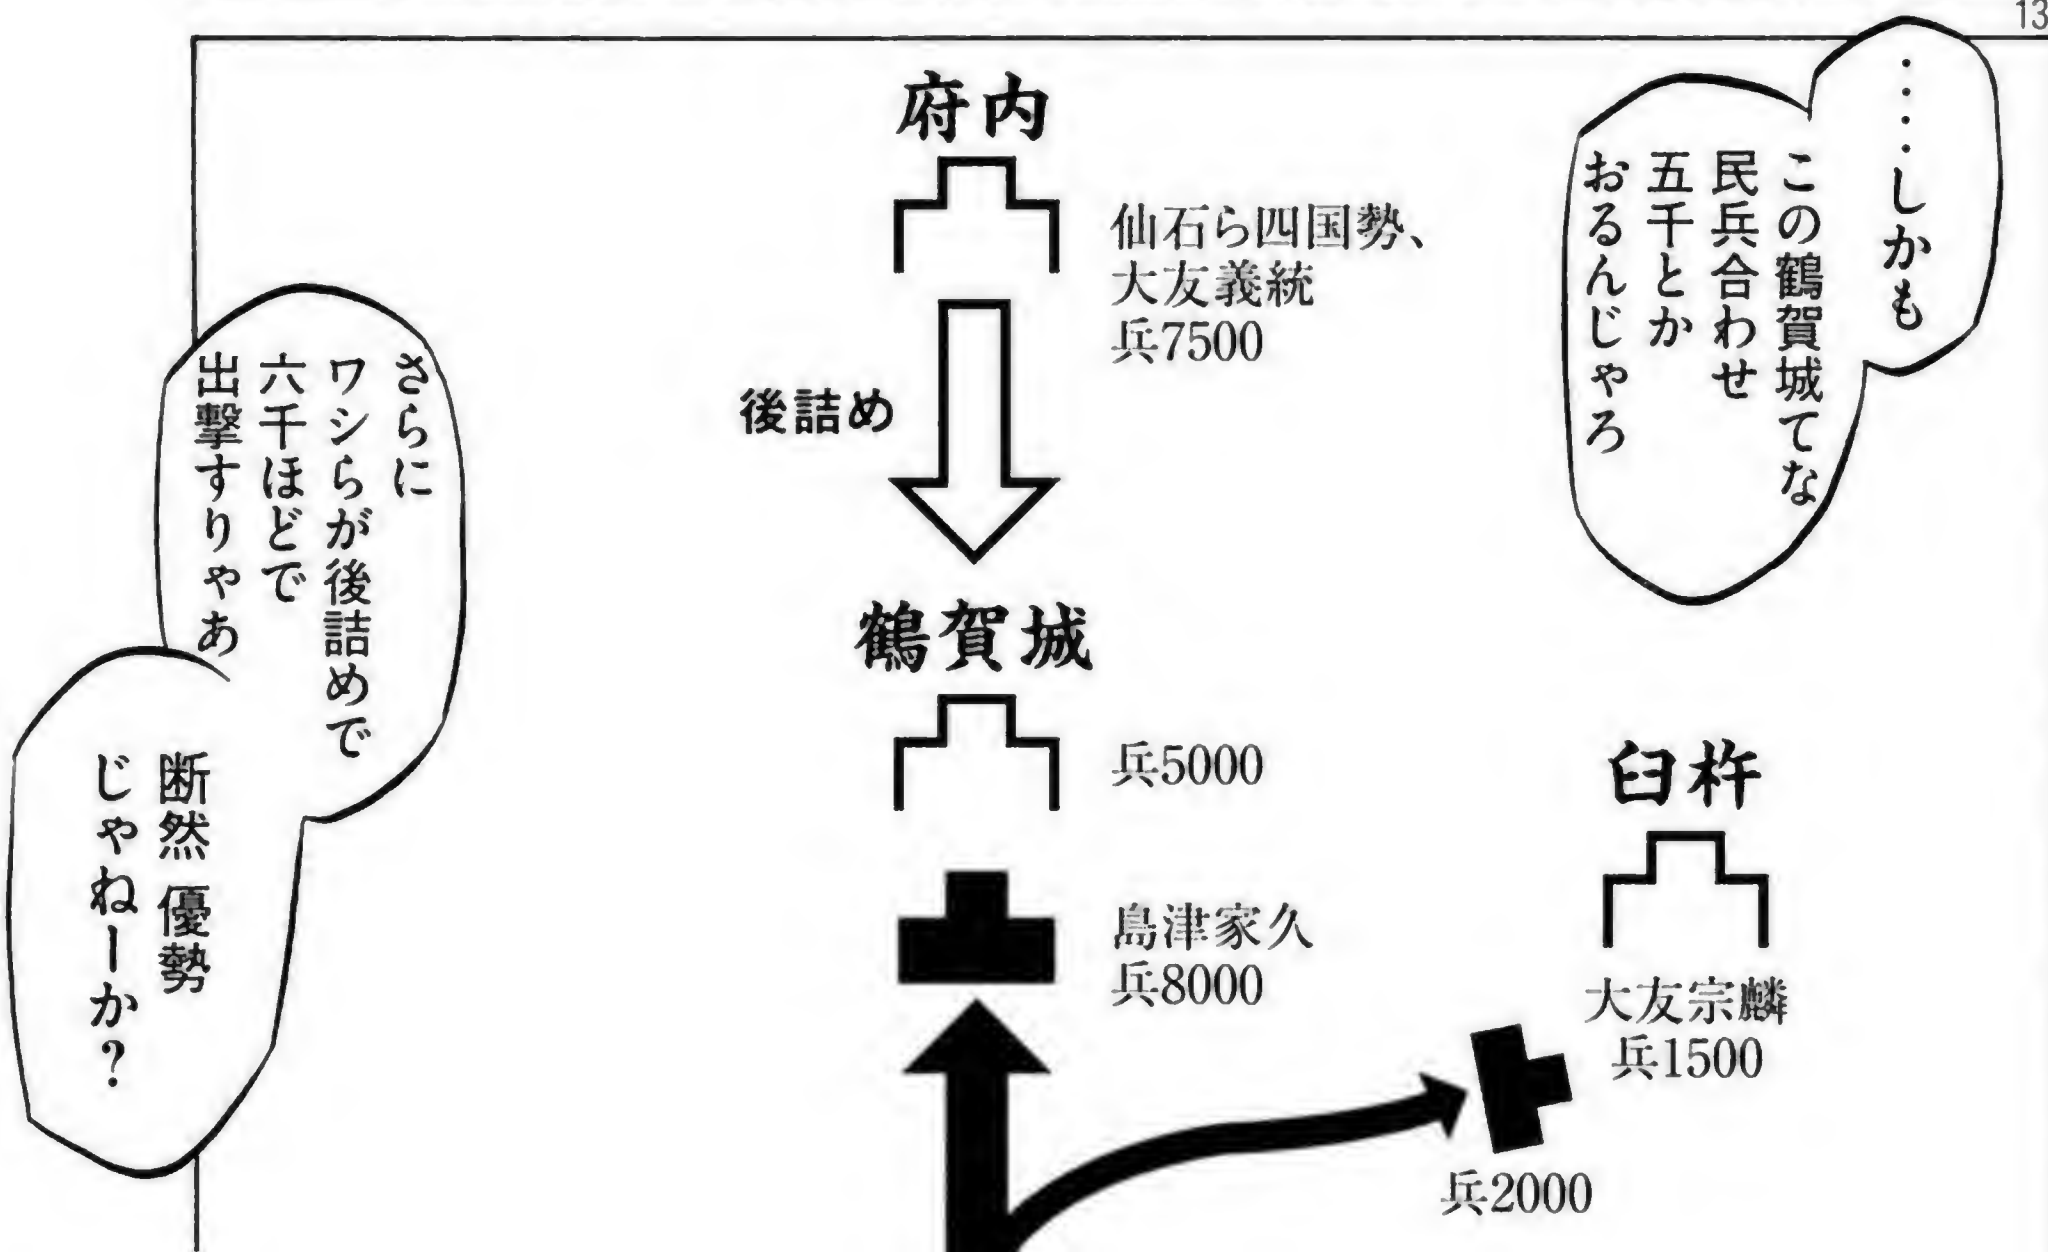 13
‥‥しかも
この鶴賀城てな
民兵合わせ
五千とか
おるんじゃろ
府内
仙石ら四国勢、
大友義統
兵7500
後詰め
鶴賀城
兵5000
島津家久
兵8000
臼杵
大友宗麟
兵1500
兵2000
さらに
ワシらが後詰めで
六千ほどで
出撃すりゃあ
断然 優勢
じゃねーか?